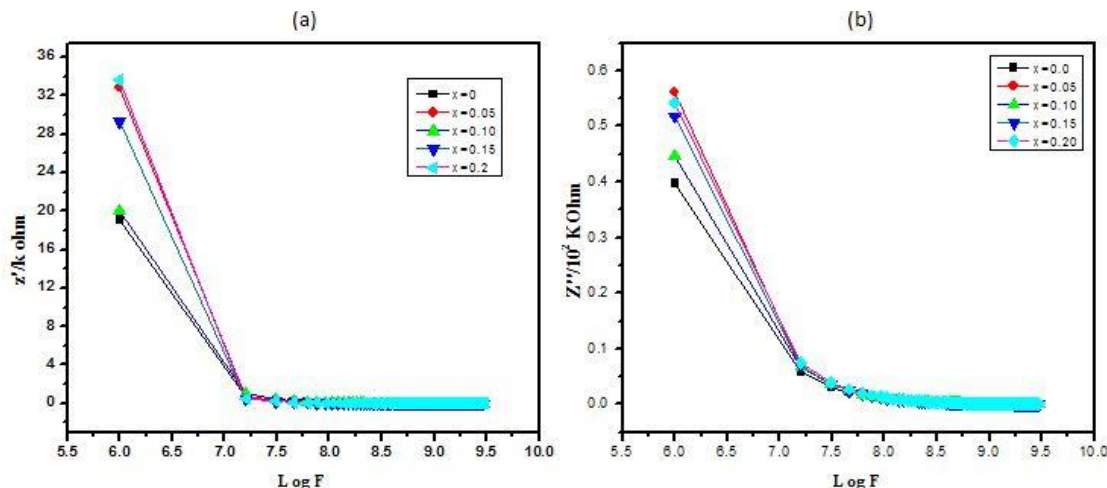 (a)
36
32
28
24
20
16
12
8
4
0
z'/k ohm
5.5 6.0 6.5 7.0 7.5 8.0 8.5 9.0 9.5 10.0
L og F
x = 0
x = 0.05
x = 0.10
x = 0.15
x = 0.2
(b)
0.6
0.5
0.4
0.3
0.2
0.1
0.0
Z''/10² KOhm
5.5 6.0 6.5 7.0 7.5 8.0 8.5 9.0 9.5 10.0
L og F
x = 0.0
x = 0.05
x = 0.10
x = 0.15
x = 0.20